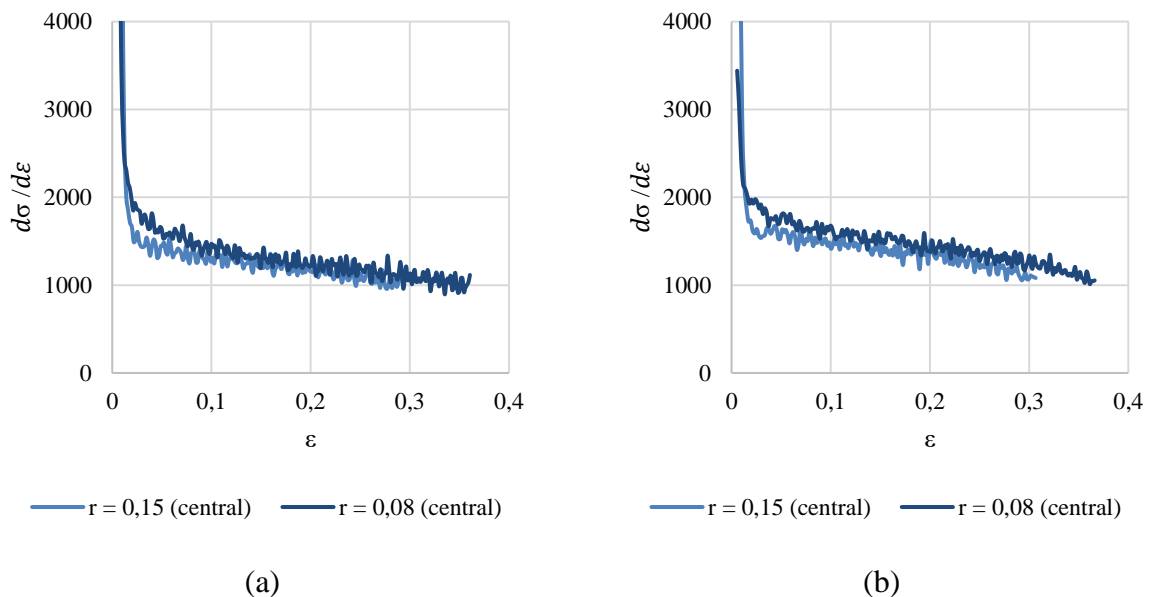 4000
3000
2000
1000
0
dσ /dε
0
0,1
0,2
0,3
0,4
ε
r = 0,15 (central)
r = 0,08 (central)
(a)
4000
3000
2000
1000
0
dσ /dε
0
0,1
0,2
0,3
0,4
ε
r = 0,15 (central)
r = 0,08 (central)
(b)